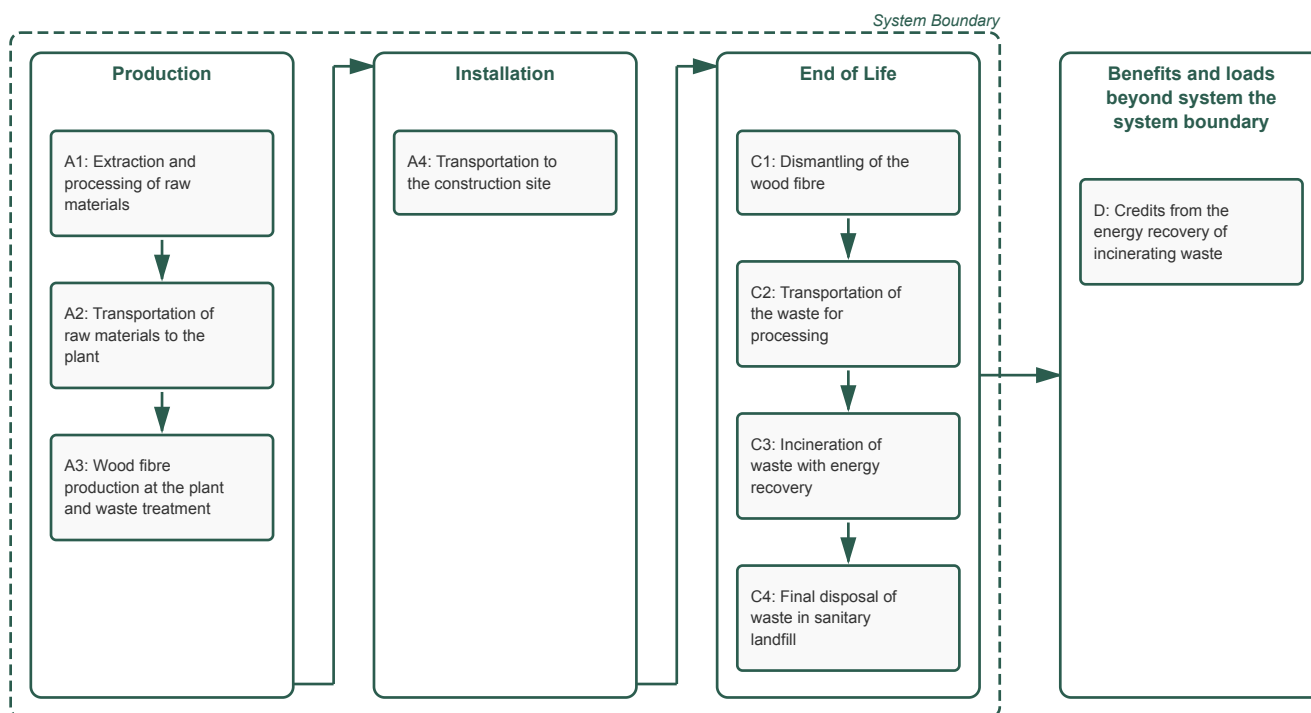 System Boundary
Production
A1: Extraction and
processing of raw
materials
A2: Transportation of
raw materials to the
plant
A3: Wood fibre
production at the plant
and waste treatment
Installation
A4: Transportation to
the construction site
End of Life
C1: Dismantling of the
wood fibre
C2: Transportation of
the waste for
processing
C3: Incineration of
waste with energy
recovery
C4: Final disposal of
waste in sanitary
landfill
Benefits and loads
beyond system the
system boundary
D: Credits from the
energy recovery of
incinerating waste